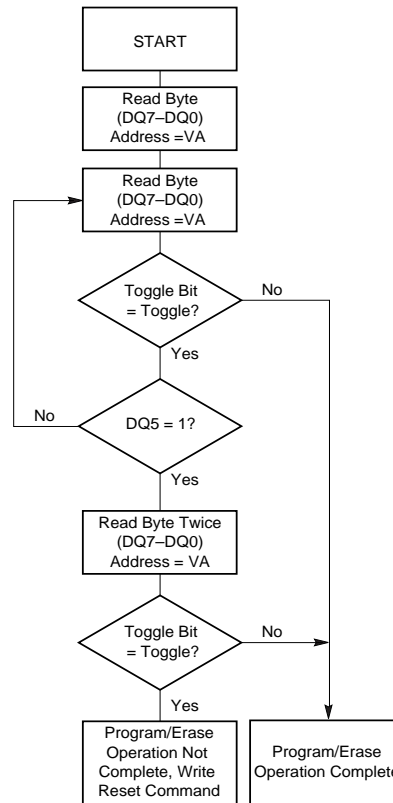 START
Read Byte
(DQ7–DQ0)
Address =VA
Read Byte
(DQ7–DQ0)
Address =VA
Toggle Bit
= Toggle?
No
Yes
No
DQ5 = 1?
Yes
Read Byte Twice
(DQ7–DQ0)
Address = VA
Toggle Bit
= Toggle?
No
Yes
Program/Erase
Operation Not
Complete, Write
Reset Command
Program/Erase
Operation Complete